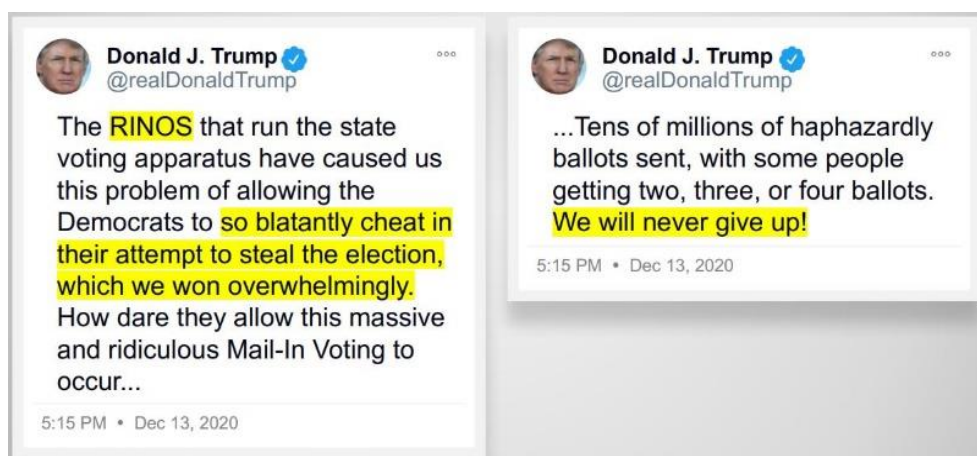 Donald J. Trump
@realDonaldTrump
The RINOS that run the state
voting apparatus have caused us
this problem of allowing the
Democrats to so blatantly cheat in
their attempt to steal the election,
which we won overwhelmingly.
How dare they allow this massive
and ridiculous Mail-In Voting to
occur...
5:15 PM • Dec 13, 2020
Donald J. Trump
@realDonaldTrump
...Tens of millions of haphazardly
ballots sent, with some people
getting two, three, or four ballots.
We will never give up!
5:15 PM • Dec 13, 2020